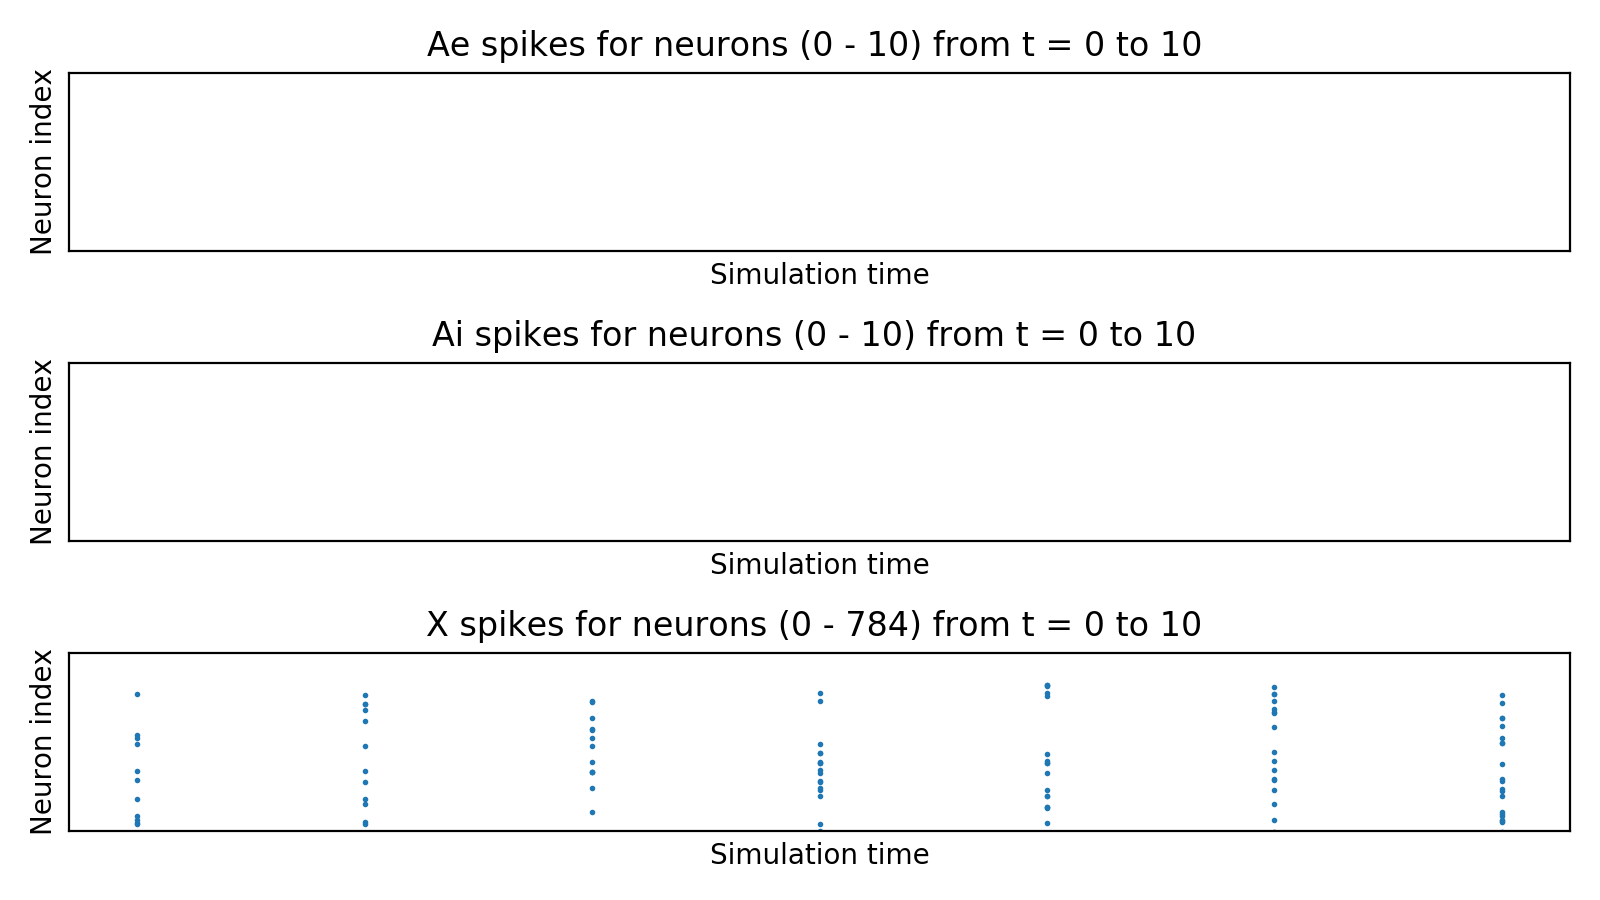 Ae spikes for neurons (0 - 10) from t = 0 to 10
Neuron index
Simulation time
Ai spikes for neurons (0 - 10) from t = 0 to 10
Neuron index
Simulation time
X spikes for neurons (0 - 784) from t = 0 to 10
Neuron index
Simulation time